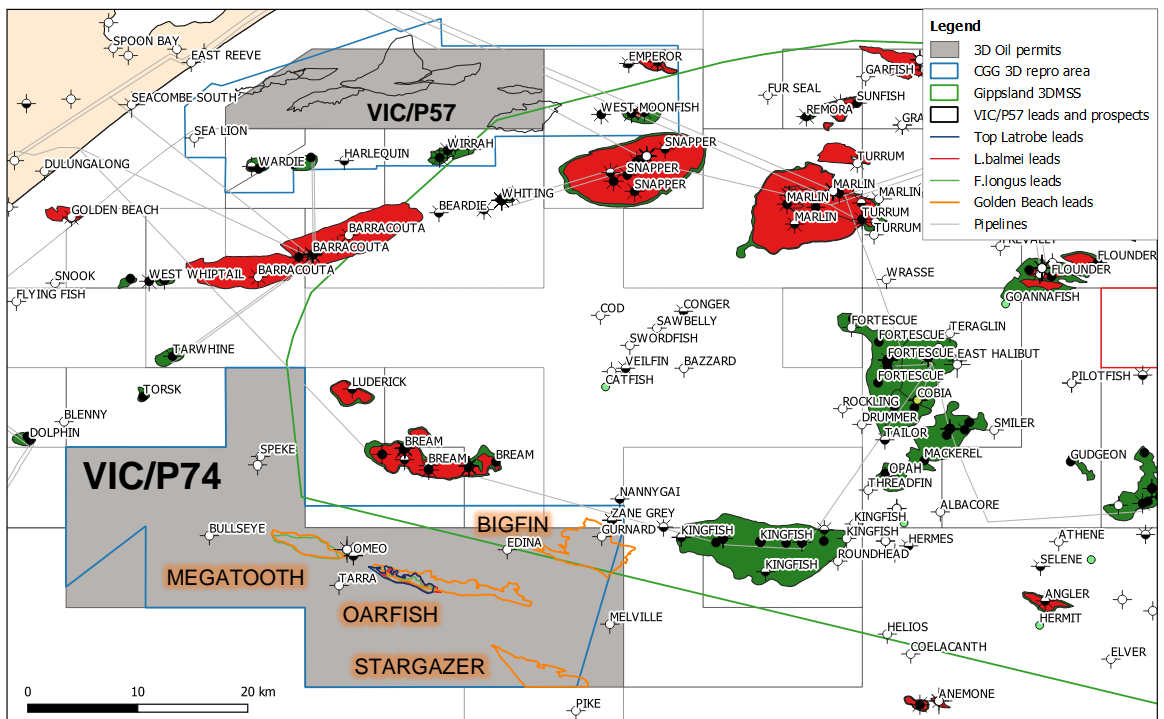 SPOON BAY
EAST REEVE
SEACOMBE SOUTH
SEA LION
DULUNGALONG
GOLDEN BEACH
VIC/P57
EMPEROR
WEST MOONFISH
FUR SEAL
GARFISH
SUNFISH
REMORA
Legend
3D Oil permits
CGG 3D repro area
Gippsland 3DMSS
VIC/P57 leads and prospects
Top Latrobe leads
L.balmei leads
F.longus leads
Golden Beach leads
Pipelines
WARDIE
HARLEQUIN
WIRRAH
SNAPPER
SNAPPER
SNAPPER
WHITING
BEARDIE
TURRUM
MARLIN
MARLIN
MARLIN
MARLIN
TURRUM
TURRUM
BARRACOUTA
BARRACOUTA
BARRACOUTA
WEST WHIPTAIL
SNOOK
FLYING FISH
WRASSE
TREVALLY
FLOUNDER
FLOUNDER
GOANNAFISH
COD
CONGER
SAWBELLY
SWORDFISH
VEILFIN
BAZZARD
CATFISH
FORTESCUE
FORTESCUE
TERAGLIN
FORTESCUE
EAST HALIBUT
FORTESCUE
COBIA
PILOTFISH
TARWHINE
TORSK
LUDERICK
BLENNY
DOLPHIN
ROCKLING
DRUMMER
TAILOR
SMILER
MACKEREL
OPAH
THREADFIN
GUDGEON
SPEKE
BREAM
BREAM
BREAM
VIC/P74
NANNYGAI
ZANE GREY
GURNARD
ALBACORE
BULLSEYE
BIGFIN
EDINA
KINGFISH
KINGFISH
KINGFISH
KINGFISH
KINGFISH
HERMES
ROUNDHEAD
ATHENE
SELENE
OMEO
MEGATOOTH
TARRA
OARFISH
ANGLER
HERMIT
MELVILLE
HELIOS
COELACANTH
ELVER
STARGAZER
PIKE
ANEMONE
0 10 20 km